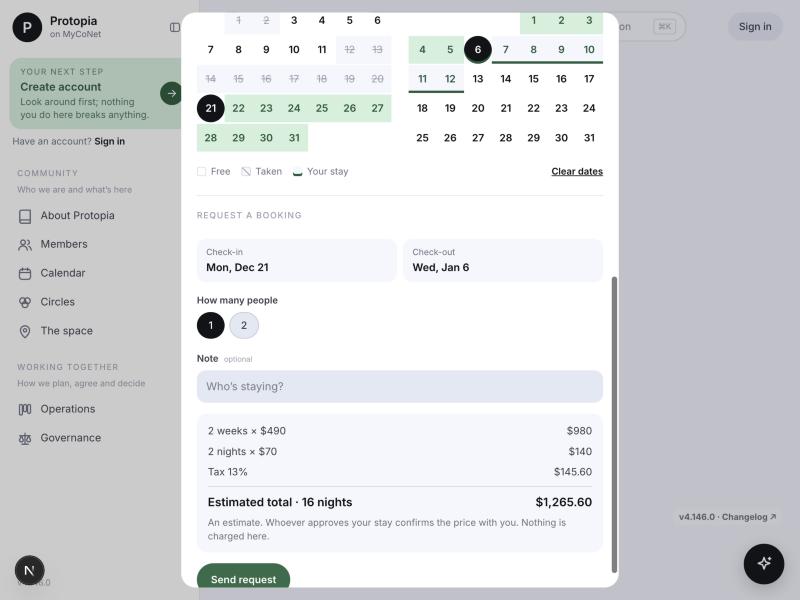 Protopia
on MyCoNet
YOUR NEXT STEP
Create account
Look around first; nothing
you do here breaks anything.
Have an account? Sign in
COMMUNITY
Who we are and what's here
About Protopia
Members
Calendar
Circles
The space
WORKING TOGETHER
How we plan, agree and decide
Operations
Governance
N
on
⌘K
Sign in
1 2 3 4 5 6
7 8 9 10 11 12 13
14 15 16 17 18 19 20
21 22 23 24 25 26 27
28 29 30 31
1 2 3
4 5 6 7 8 9 10
11 12 13 14 15 16 17
18 19 20 21 22 23 24
25 26 27 28 29 30 31
Free Taken Your stay Clear dates
REQUEST A BOOKING
Check-in
Mon, Dec 21
Check-out
Wed, Jan 6
How many people
1 2
Note optional
Who's staying?
2 weeks × $490 $980
2 nights × $70 $140
Tax 13% $145.60
Estimated total · 16 nights $1,265.60
An estimate. Whoever approves your stay confirms the price with you. Nothing is
charged here.
Send request
v4.146.0 · Changelog ↗